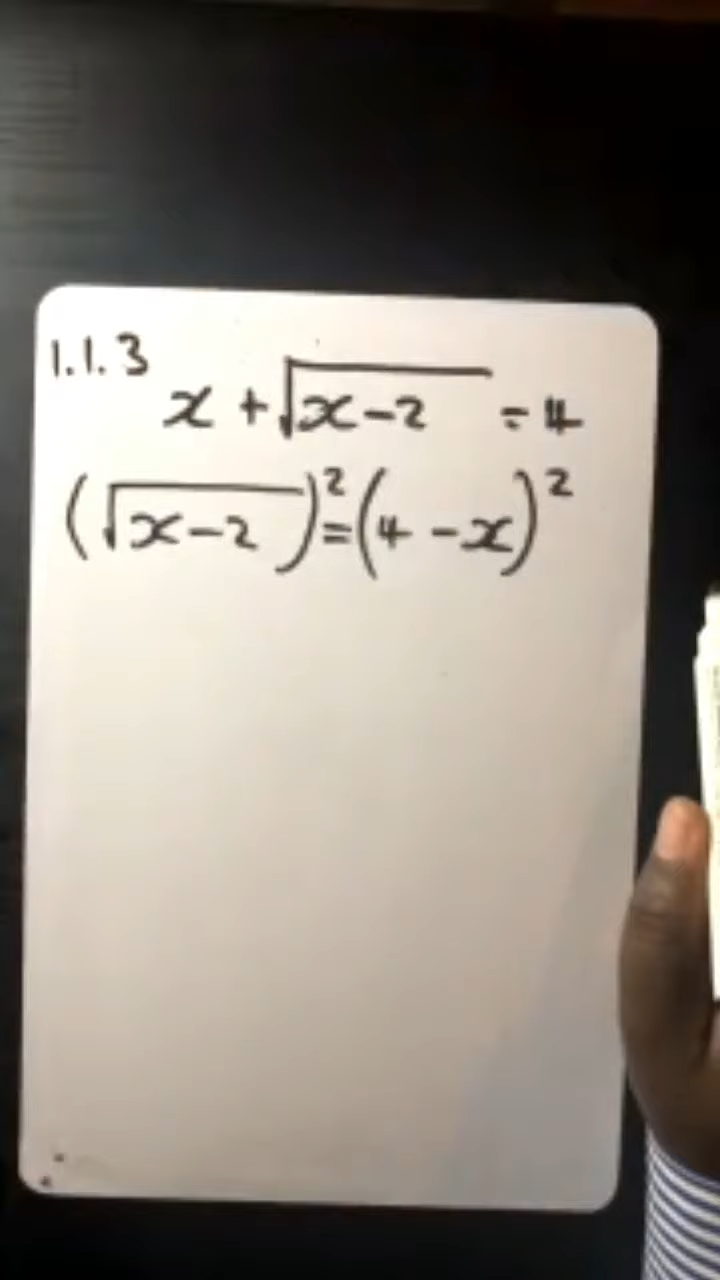 1.1.3
x + √(x-2) = 4
(√(x-2))² = (4 - x)²